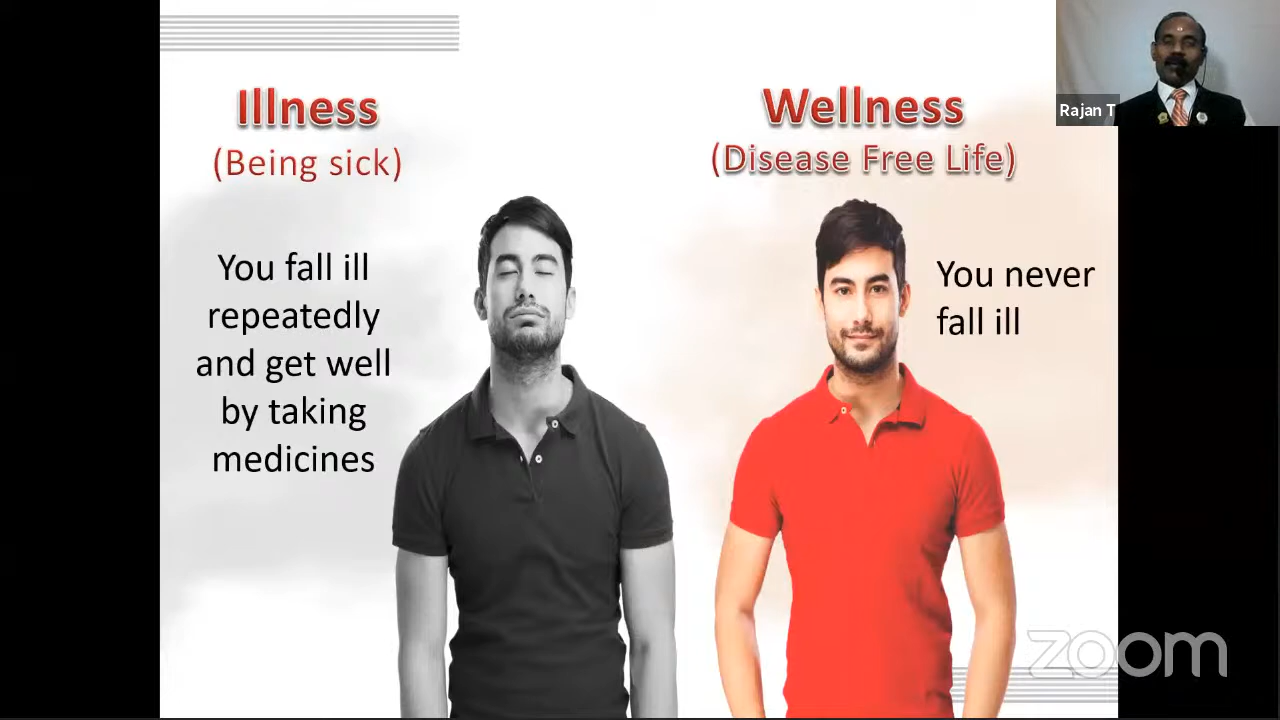 Illness
(Being sick)
You fall ill
repeatedly
and get well
by taking
medicines
Wellness
(Disease Free Life)
You never
fall ill
Rajan T
zoom